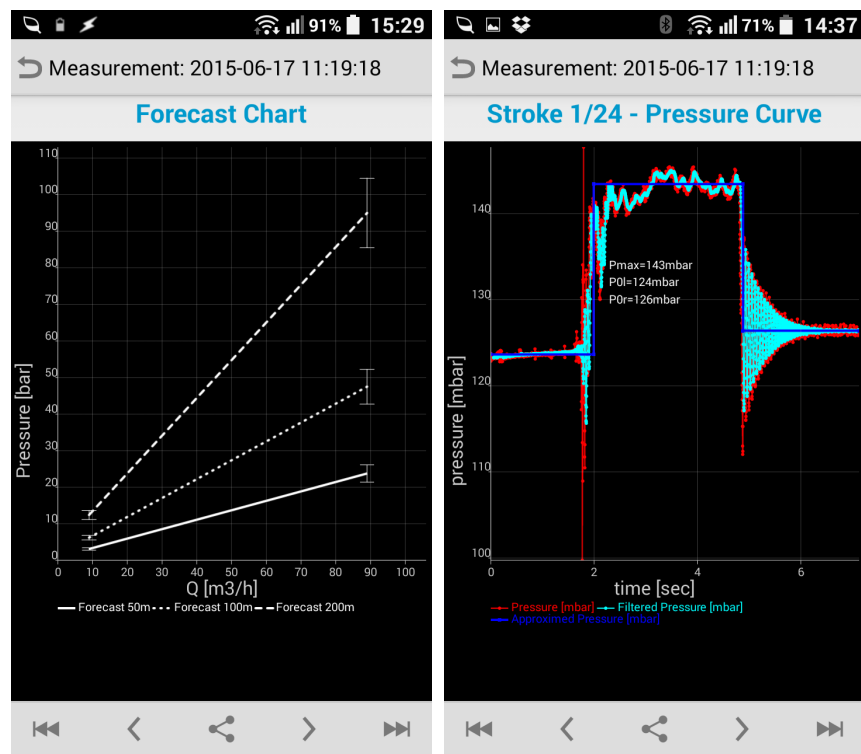 91% 15:29
Measurement: 2015-06-17 11:19:18
Forecast Chart
110
100
90
80
70
60
50
40
30
20
10
0
Pressure [bar]
0 10 20 30 40 50 60 70 80 90 100
Q [m3/h]
Forecast 50m Forecast 100m Forecast 200m
71% 14:37
Measurement: 2015-06-17 11:19:18
Stroke 1/24 - Pressure Curve
140
130
120
110
100
pressure [mbar]
Pmax=143mbar
P0l=124mbar
P0r=126mbar
0 2 4 6
time [sec]
Pressure [mbar] Filtered Pressure [mbar]
Approximed Pressure [mbar]